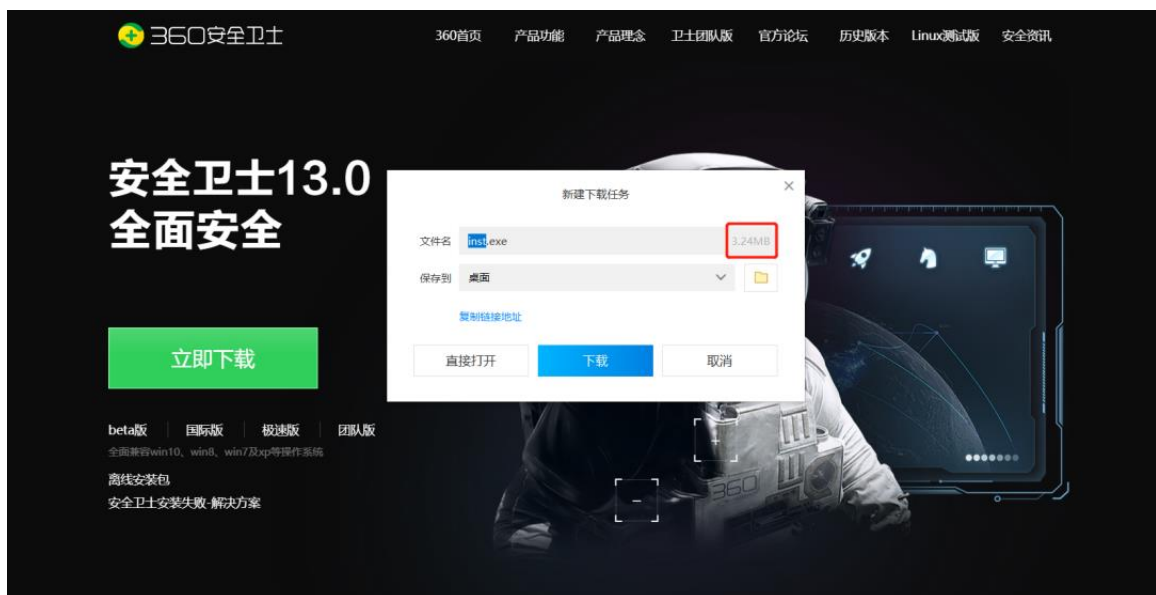 360安全卫士
360首页 产品功能 产品理念 卫士团队版 官方论坛 历史版本 Linux测试版 安全资讯
安全卫士13.0
全面安全
新建下载任务
文件名 inst.exe 3.24MB
保存到 桌面
复制链接地址
直接打开 下载 取消
立即下载
beta版 国际版 极速版 团队版
全面兼容win10、win8、win7及xp等操作系统
离线安装包
安全卫士安装失败-解决方案
360